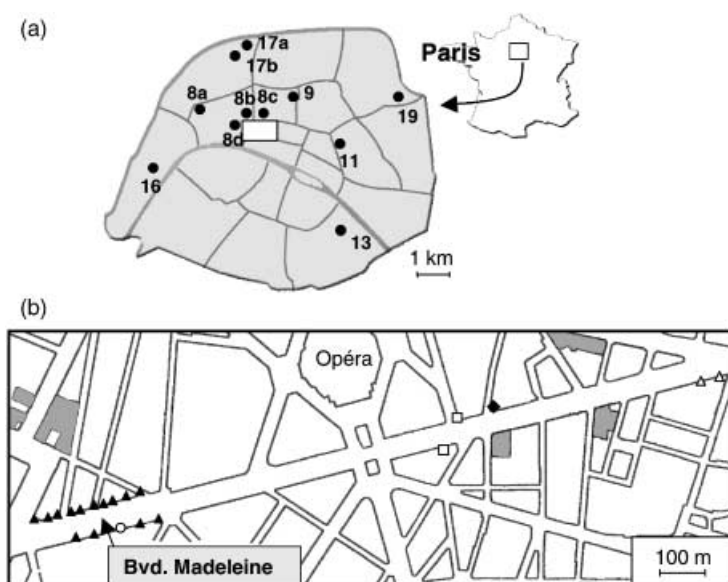 (a)
17a
17b
Paris
8a
8b
8c
9
19
8d
11
16
13
1 km
(b)
Opéra
Bvd. Madeleine
100 m